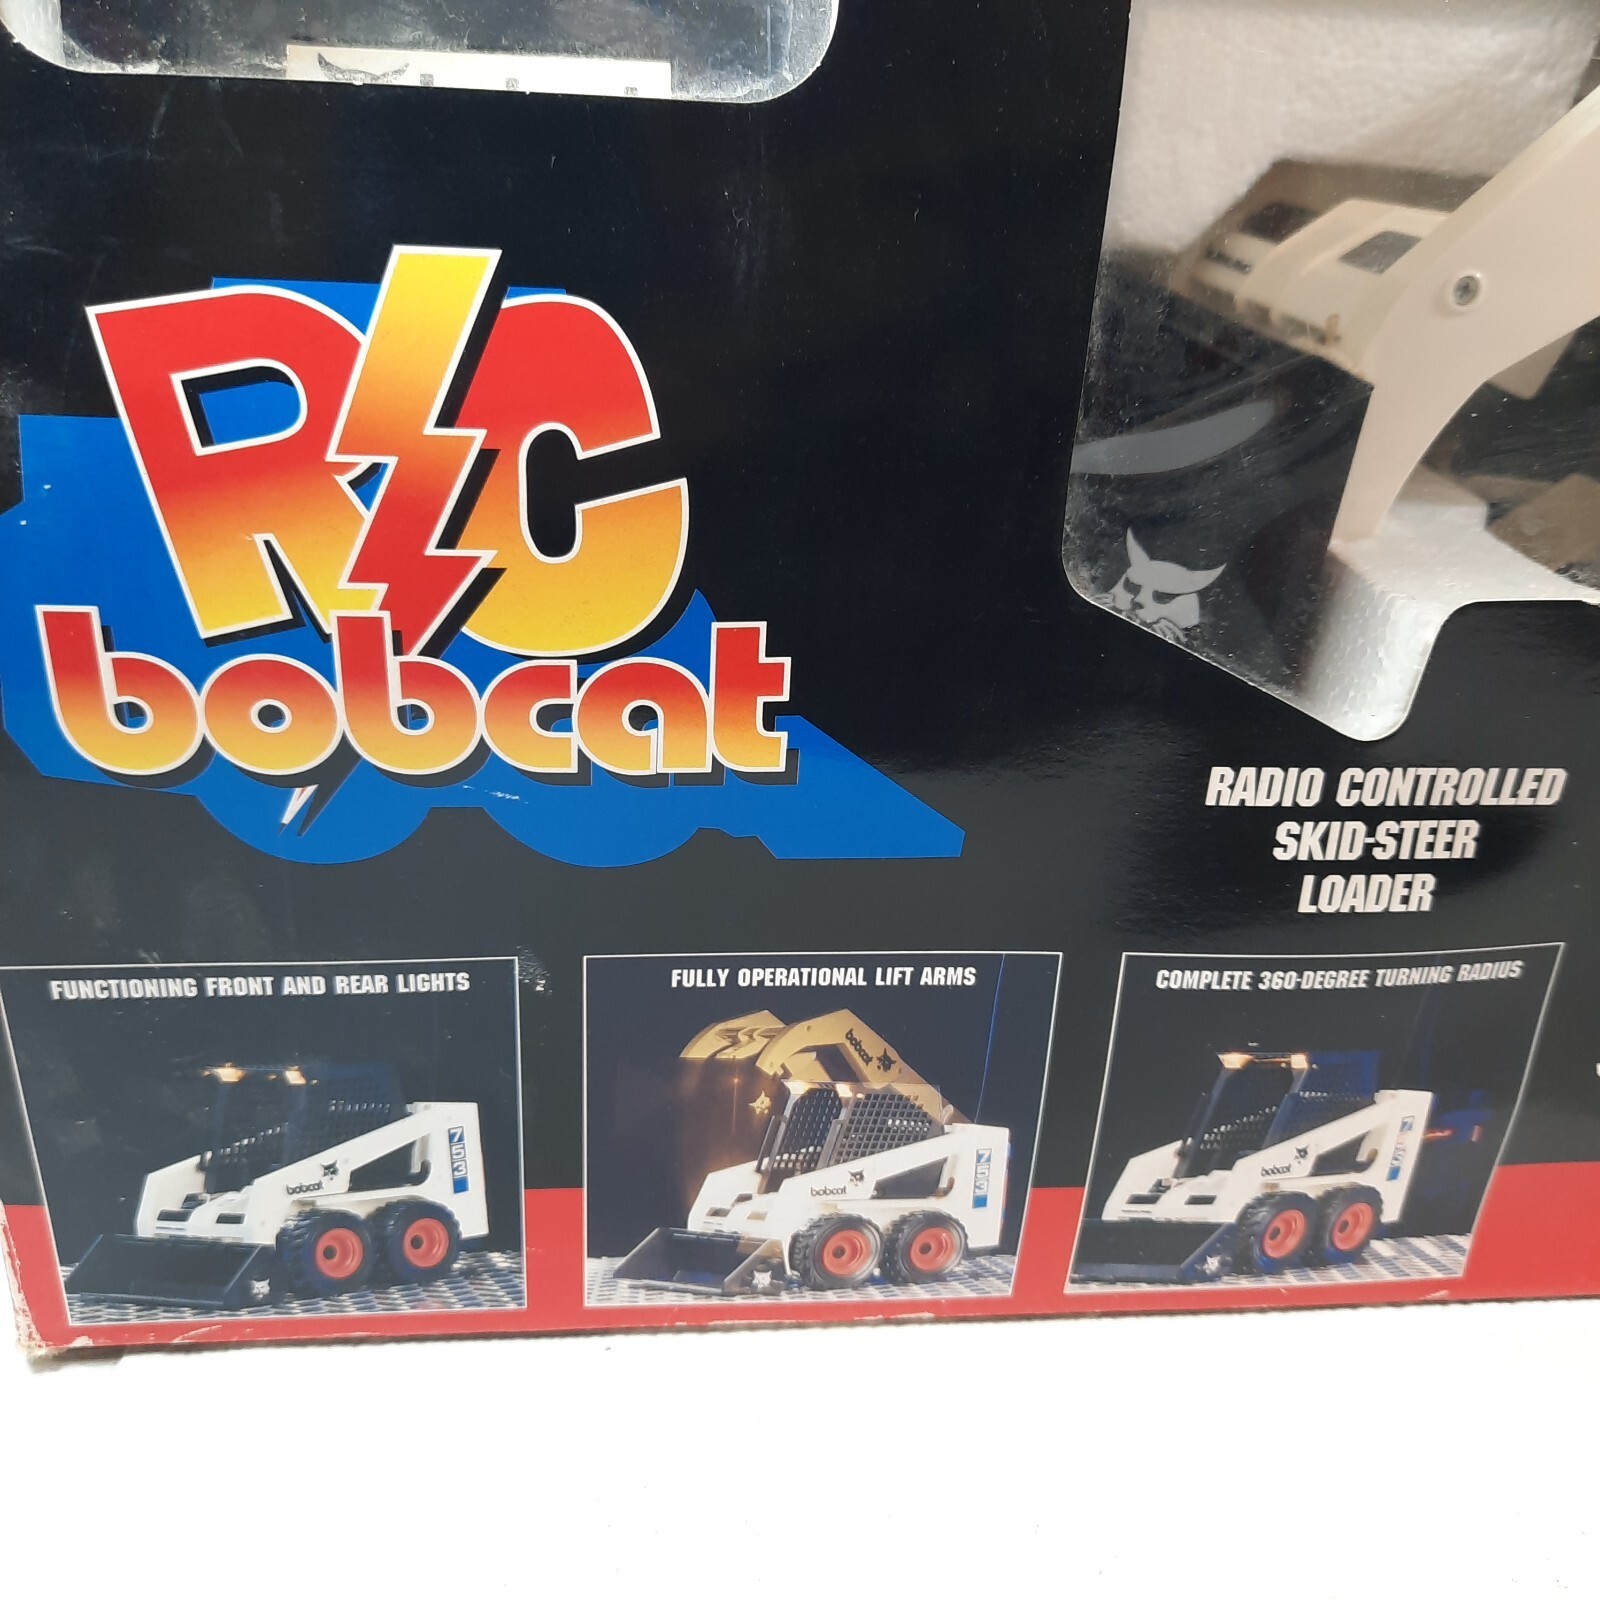 R/C
bobcat
RADIO CONTROLLED
SKID-STEER
LOADER
FUNCTIONING FRONT AND REAR LIGHTS
753
bobcat
FULLY OPERATIONAL LIFT ARMS
bobcat
753
bobcat
COMPLETE 360-DEGREE TURNING RADIUS
753
bobcat